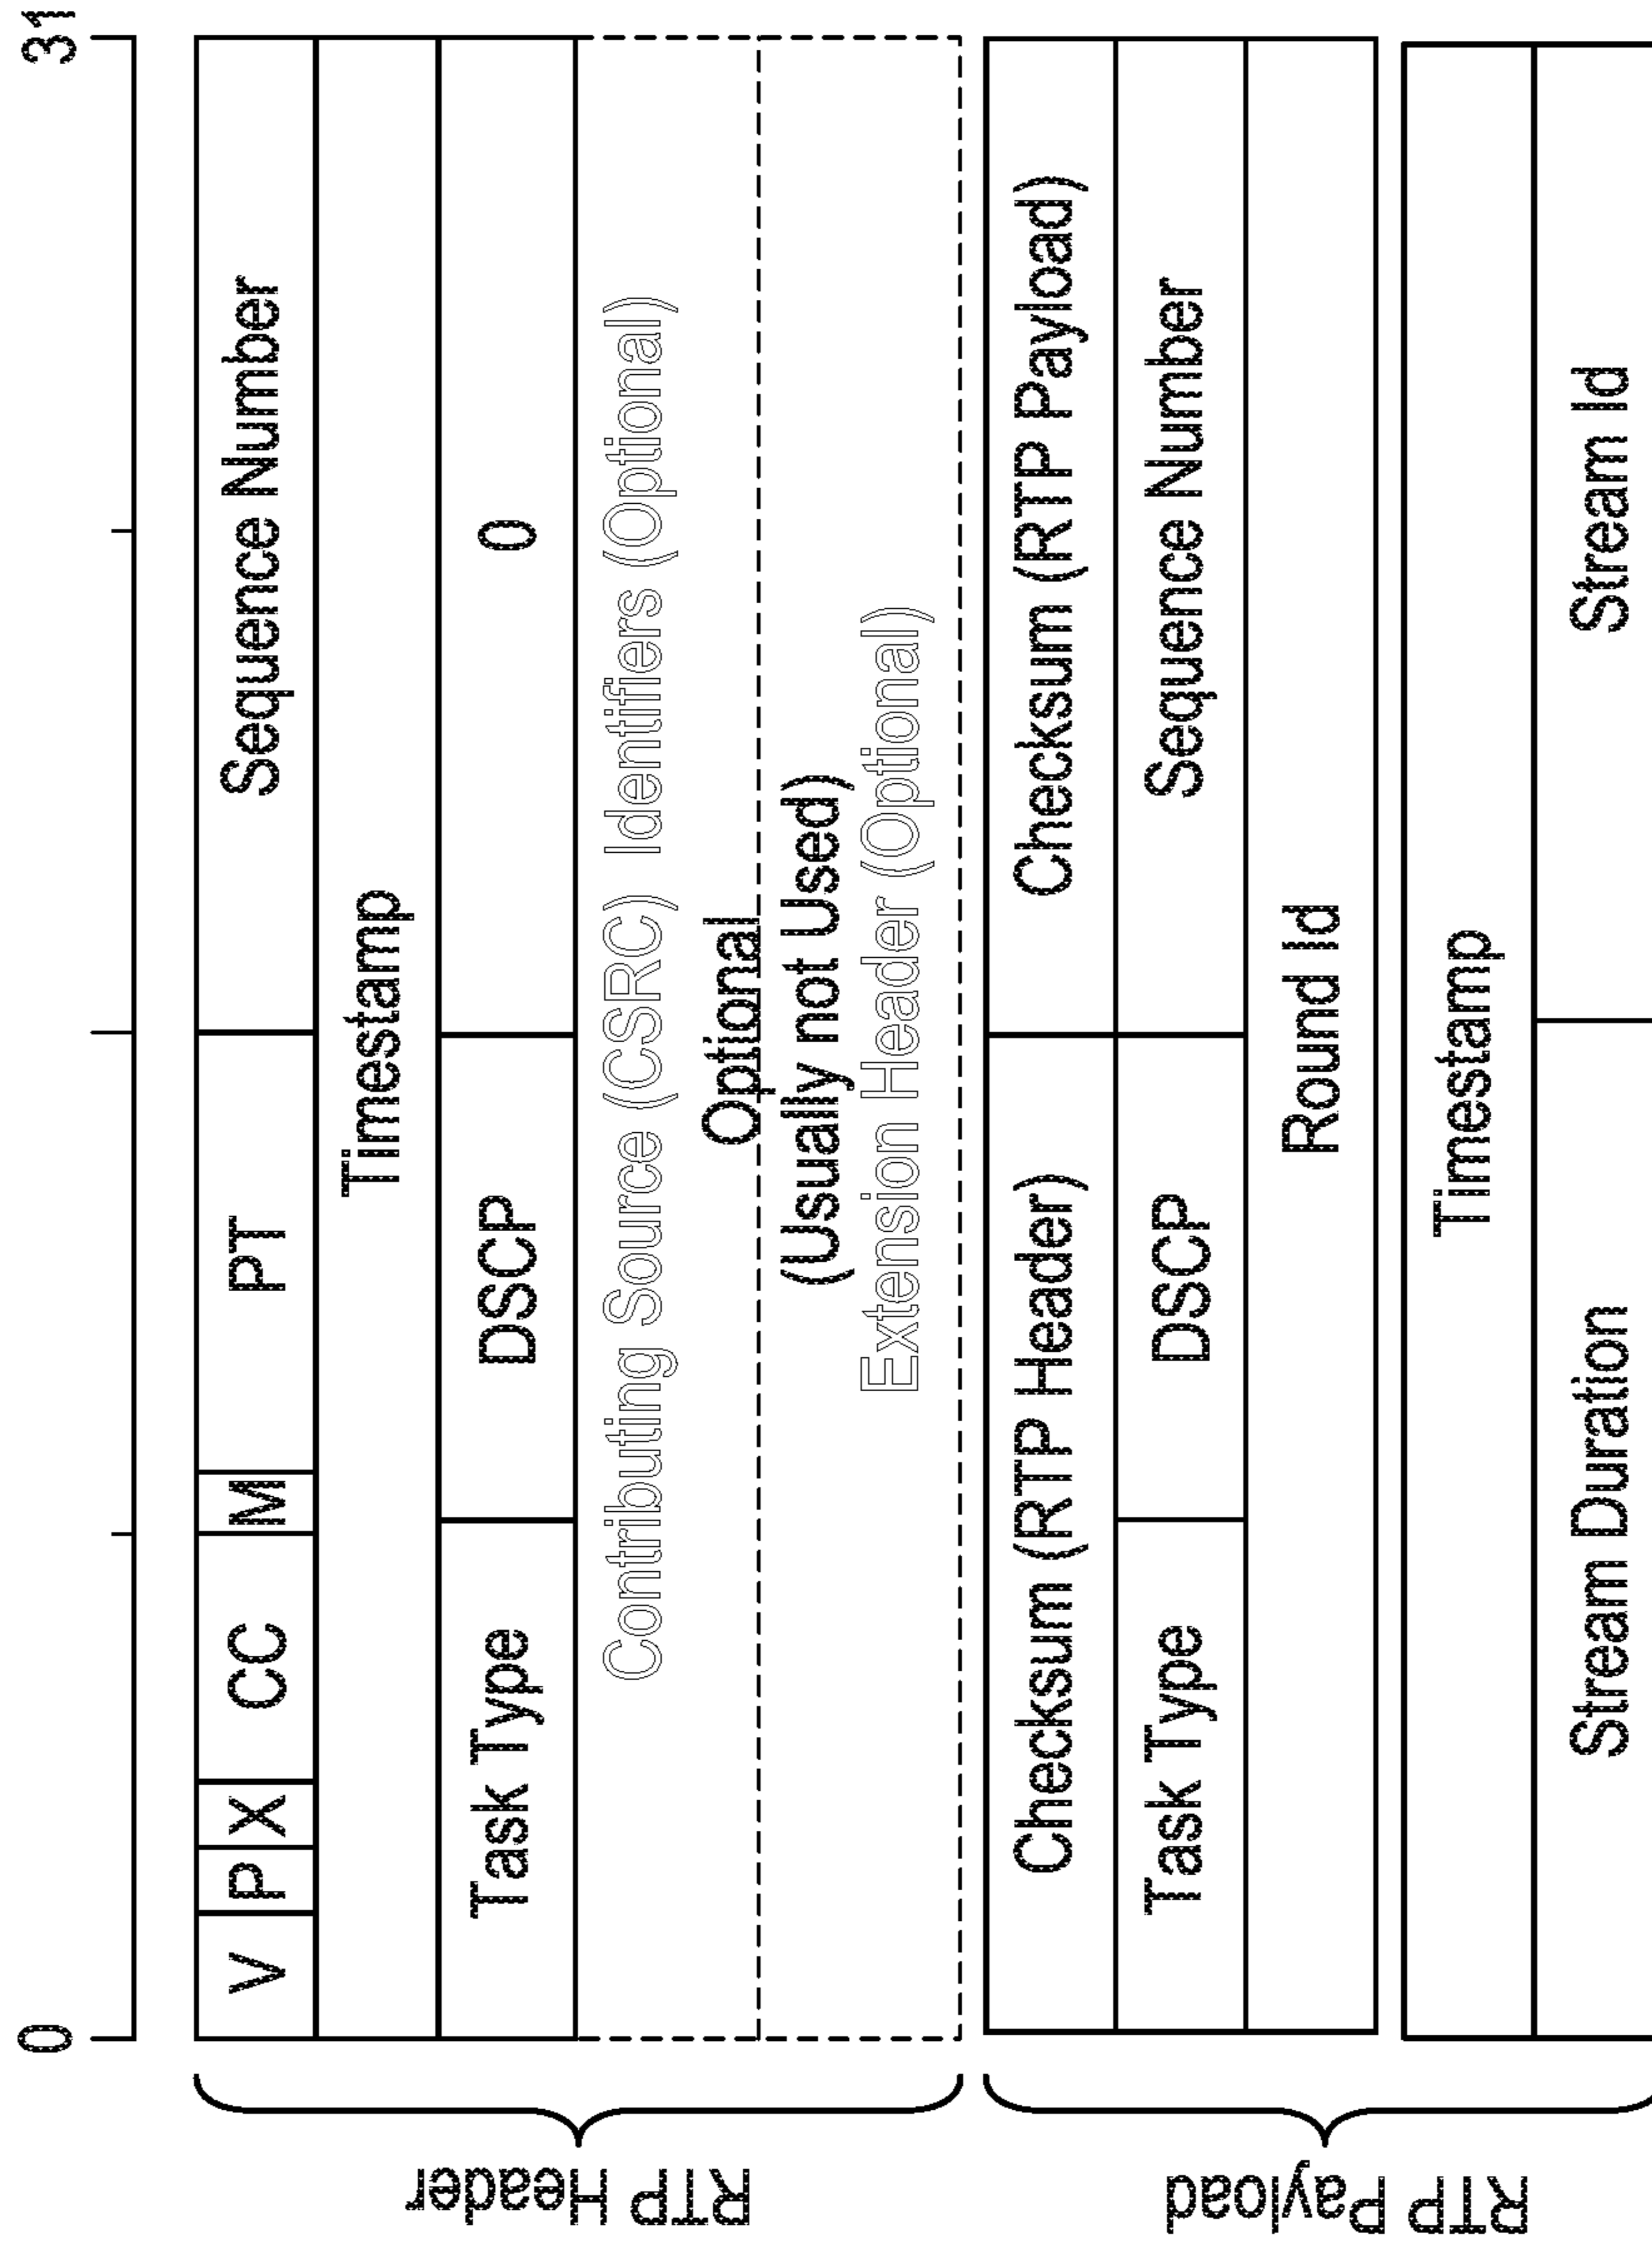 0
31
RTP Header
V
P
X
CC
M
PT
Sequence Number
Timestamp
Task Type
DSCP
0
Contributing Source (CSRC) Identifiers (Optional)
Optional
(Usually not Used)
Extension Header (Optional)
RTP Payload
Checksum (RTP Header)
Checksum (RTP Payload)
Task Type
DSCP
Sequence Number
Round Id
Timestamp
Stream Duration
Stream Id